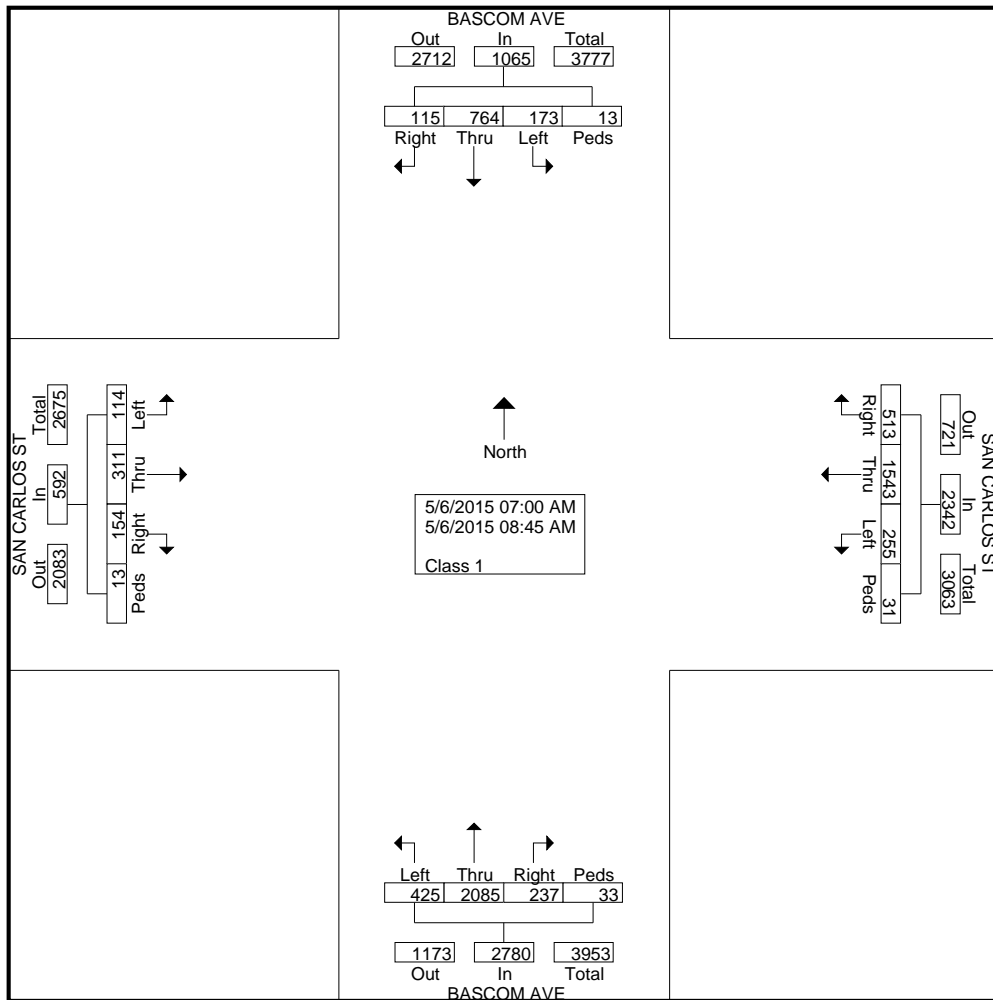 BASCOM AVE
Out In Total
2712 1065 3777
115 764 173 13
Right Thru Left Peds
SAN CARLOS ST
Total In Out
2675 592 2083
114 311 154 13
Left Thru Right Peds
North
5/6/2015 07:00 AM
5/6/2015 08:45 AM
Class 1
SAN CARLOS ST
Out In Total
721 2342 3063
513 1543 255 31
Right Thru Left Peds
Left Thru Right Peds
425 2085 237 33
1173 2780 3953
Out In Total
BASCOM AVE